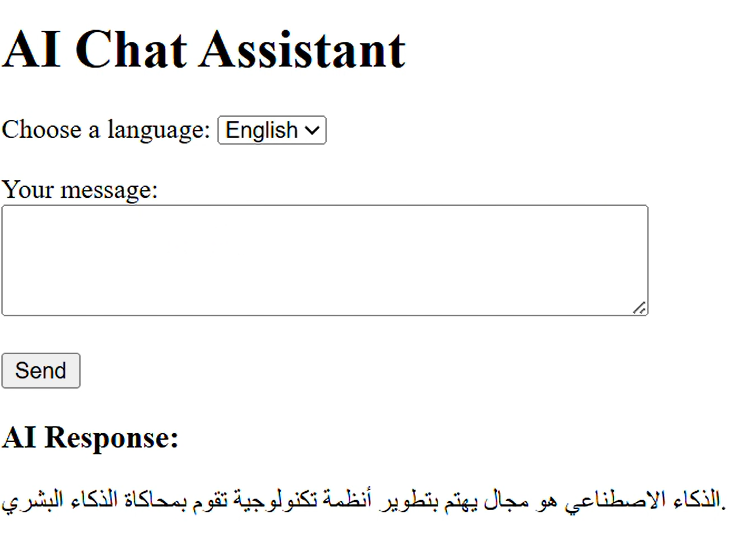 AI Chat Assistant
Choose a language: English
Your message:
Send
AI Response:
الذكاء الاصطناعي هو مجال يهتم بتطوير أنظمة تكنولوجية تقوم بمحاكاة الذكاء البشري.